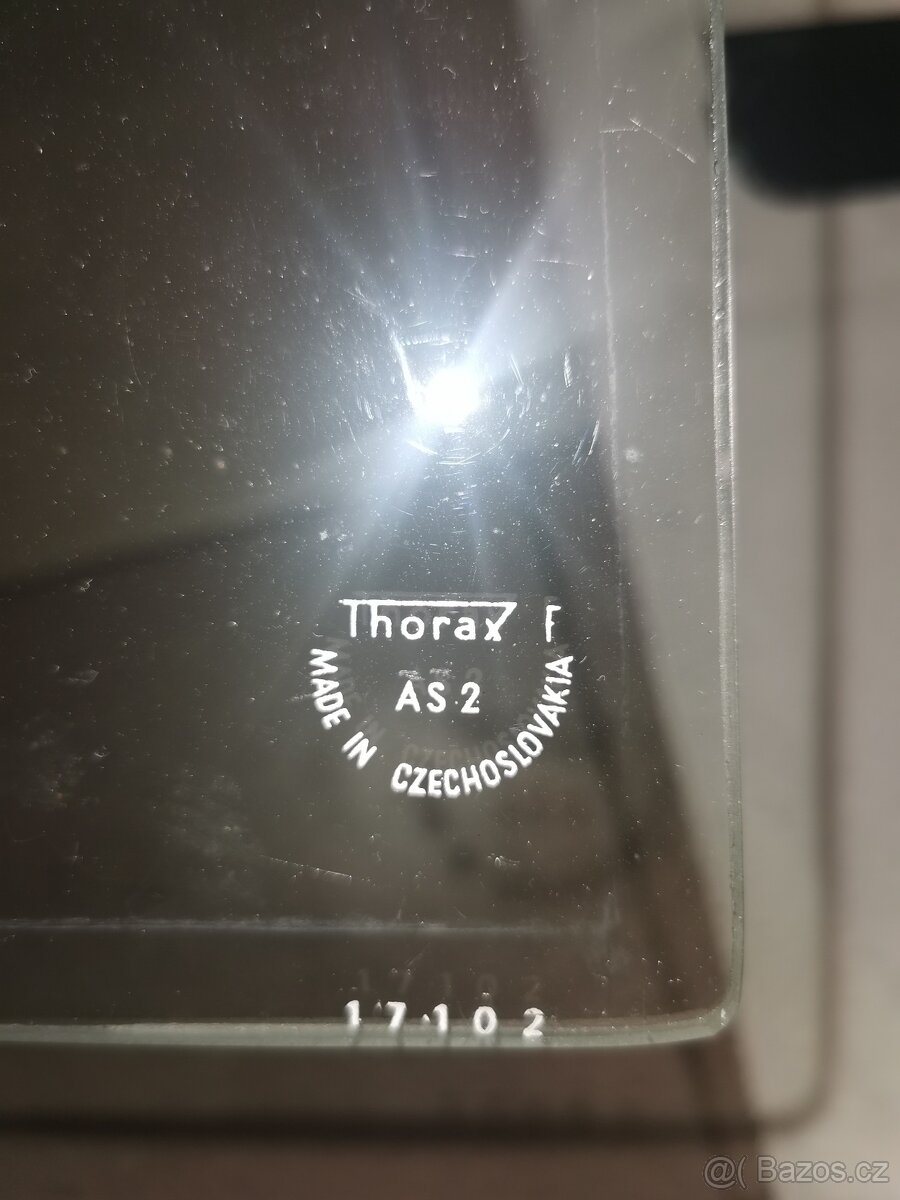 Thorax F
AS 2
MADE IN CZECHOSLOVAKIA
17102
@( Bazos.cz